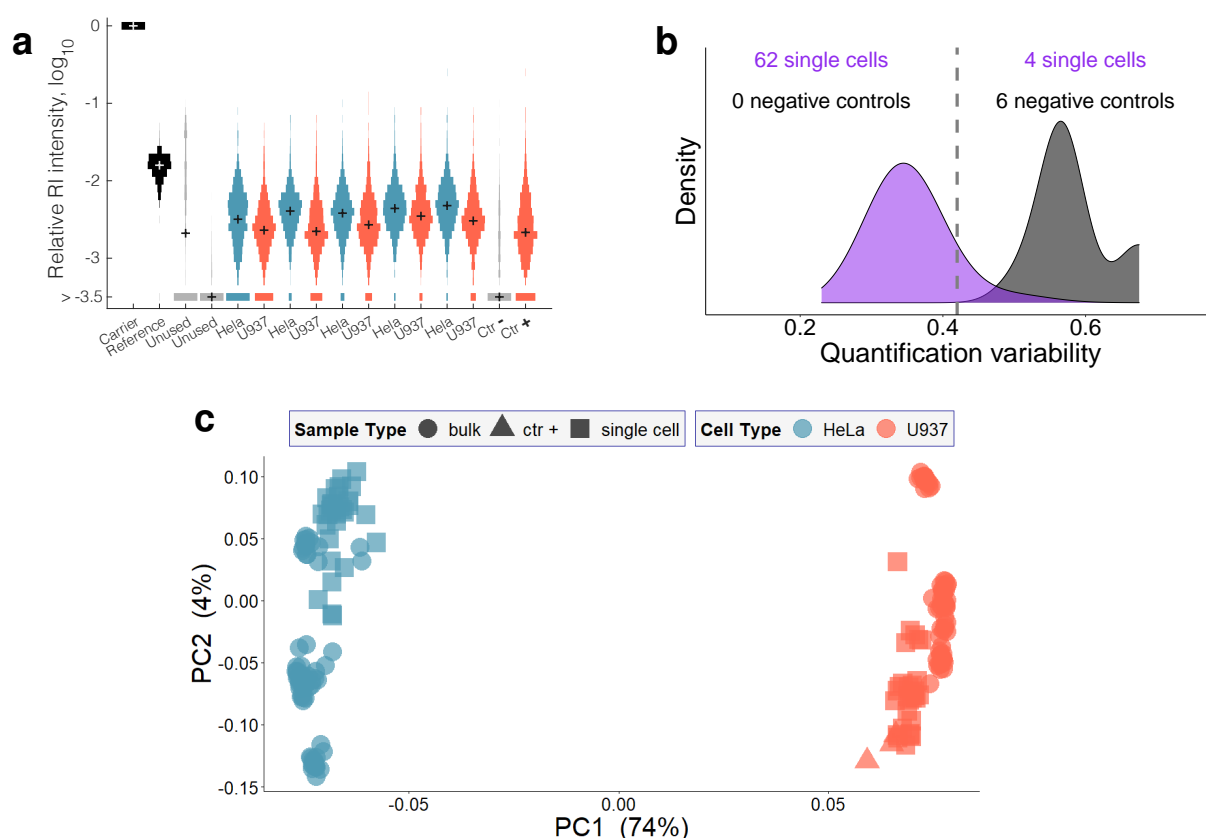 a
Relative RI intensity, log10
0
-1
-2
-3
> -3.5
Carrier
Reference
Unused
Unused
Hela
U937
Hela
U937
Hela
U937
Hela
U937
Hela
U937
Ctr -
Ctr +
b
Density
62 single cells
4 single cells
0 negative controls
6 negative controls
0.2
0.4
0.6
Quantification variability
c
Sample Type bulk ctr + single cell
Cell Type HeLa U937
PC2 (4%)
0.10
0.05
0.00
-0.05
-0.10
-0.15
-0.05
0.00
0.05
PC1 (74%)